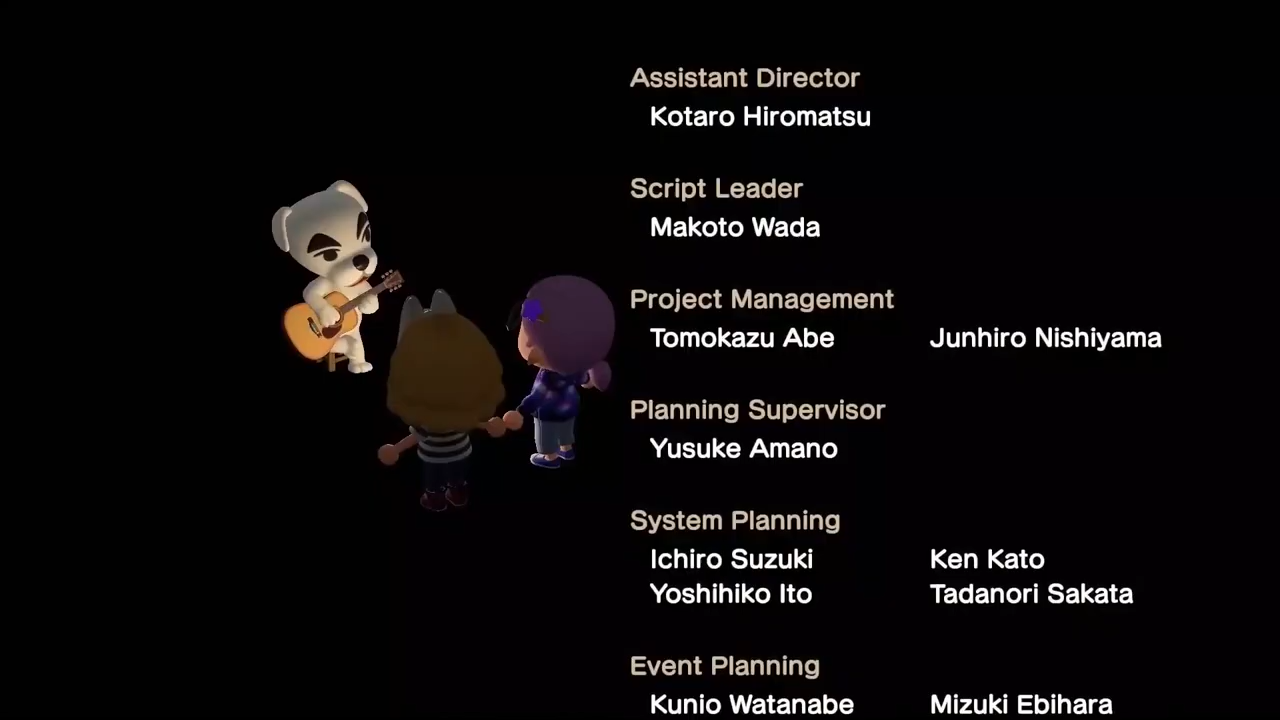 Assistant Director
Kotaro Hiromatsu
Script Leader
Makoto Wada
Project Management
Tomokazu Abe Junhiro Nishiyama
Planning Supervisor
Yusuke Amano
System Planning
Ichiro Suzuki Ken Kato
Yoshihiko Ito Tadanori Sakata
Event Planning
Kunio Watanabe Mizuki Ebihara